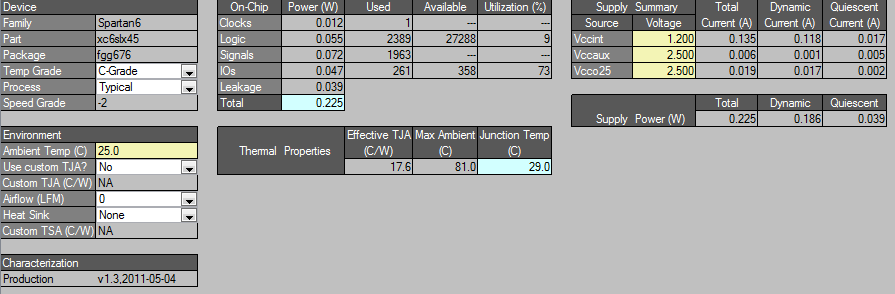 Device
Family Spartan6
Part xc6slx45
Package fgg676
Temp Grade C-Grade
Process Typical
Speed Grade -2
Environment
Ambient Temp (C) 25.0
Use custom TJA? No
Custom TJA (C/W) NA
Airflow (LFM) 0
Heat Sink None
Custom TSA (C/W) NA
Characterization
Production v1.3,2011-05-04
On-Chip Power (W) Used Available Utilization (%)
Clocks 0.012 1 --- ---
Logic 0.055 2389 27288 9
Signals 0.072 1963 --- ---
IOs 0.047 261 358 73
Leakage 0.039
Total 0.225
Effective TJA Max Ambient Junction Temp
Thermal Properties (C/W) (C) (C)
17.6 81.0 29.0
Supply Summary Total Dynamic Quiescent
Source Voltage Current (A) Current (A) Current (A)
Vccint 1.200 0.135 0.118 0.017
Vccaux 2.500 0.006 0.001 0.005
Vcco25 2.500 0.019 0.017 0.002
Total Dynamic Quiescent
Supply Power (W) 0.225 0.186 0.039